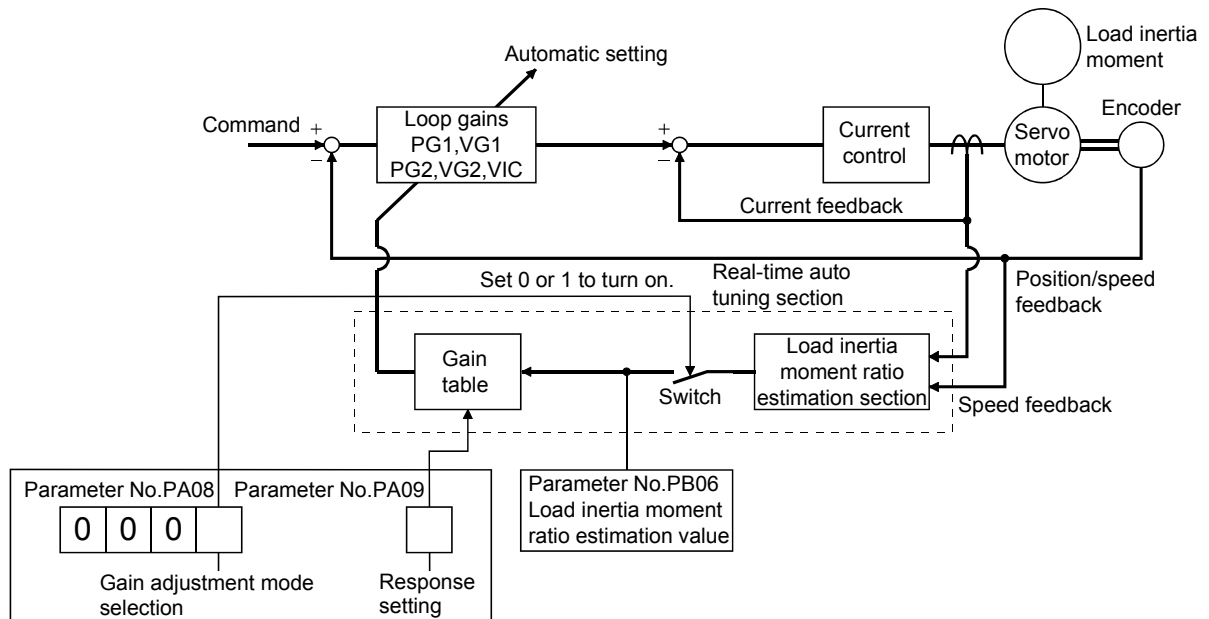 Automatic setting
Load inertia
moment
Command
+
−
Loop gains
PG1,VG1
PG2,VG2,VIC
+
−
Current
control
Servo
motor
Encoder
Current feedback
Set 0 or 1 to turn on.
Real-time auto
tuning section
Position/speed
feedback
Gain
table
Switch
Load inertia
moment ratio
estimation section
Speed feedback
Parameter No.PA08
Parameter No.PA09
0 0 0
Gain adjustment mode
selection
Response
setting
Parameter No.PB06
Load inertia moment
ratio estimation value